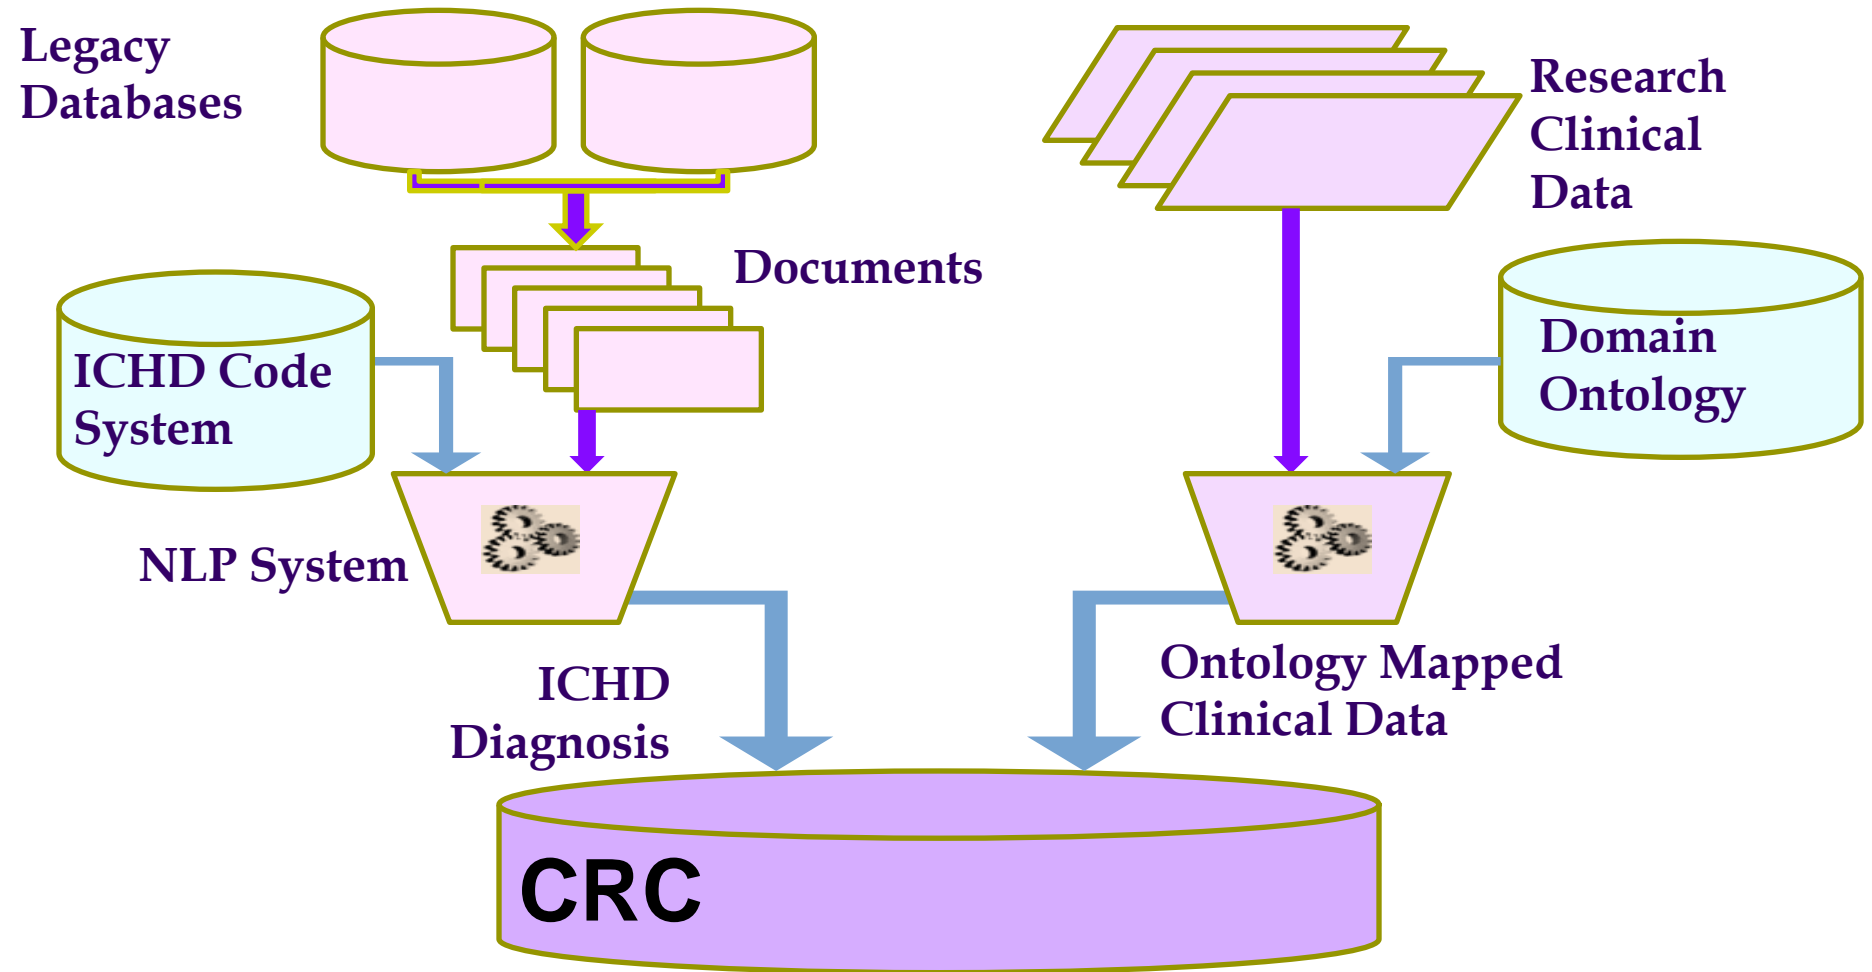 Legacy
Databases
Research
Clinical
Data
Documents
ICHD Code
System
Domain
Ontology
NLP System
ICHD
Diagnosis
Ontology Mapped
Clinical Data
CRC